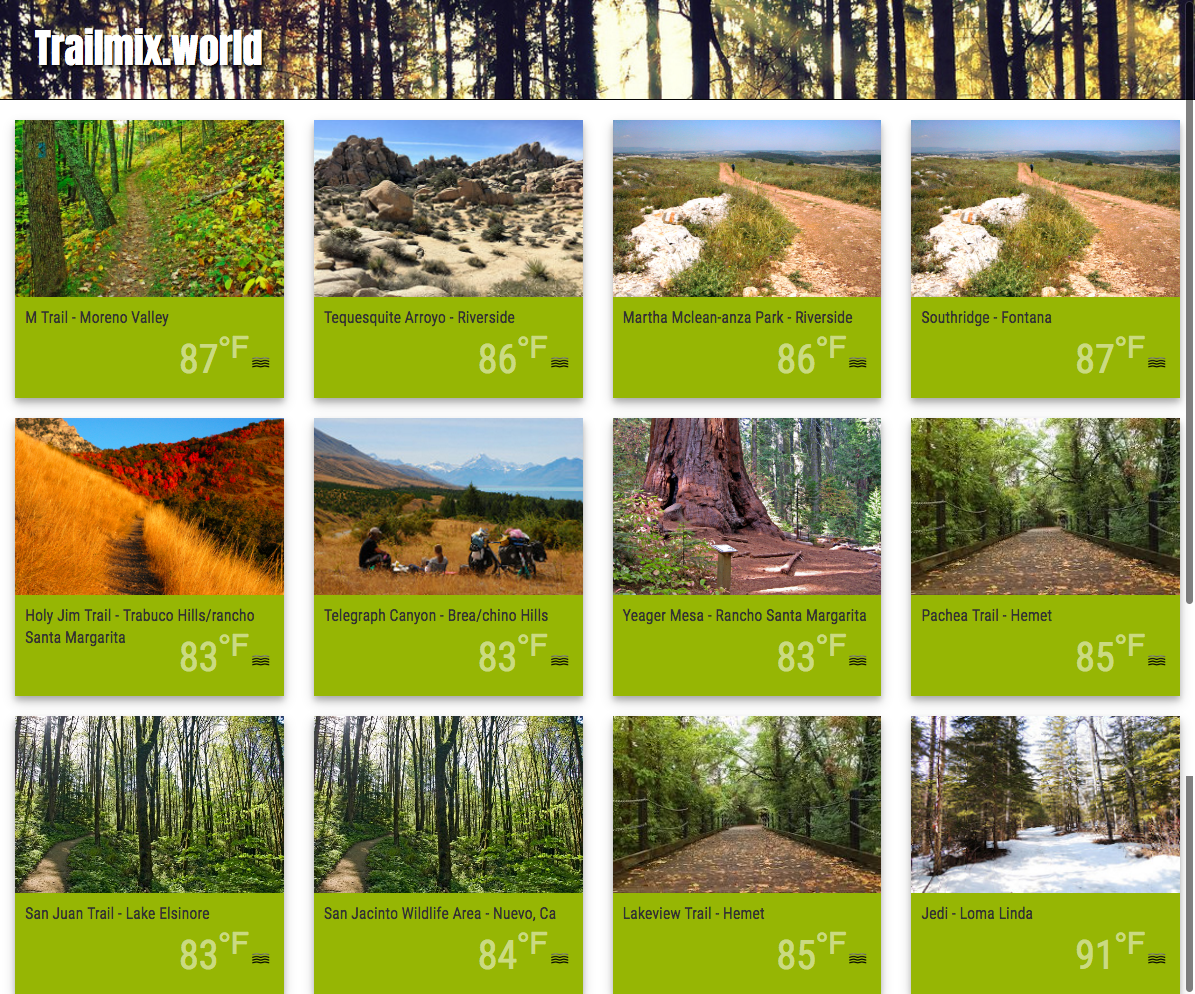 Trailmix.world
M Trail - Moreno Valley
87°F
Tequesquite Arroyo - Riverside
86°F
Martha Mclean-anza Park - Riverside
86°F
Southridge - Fontana
87°F
Holy Jim Trail - Trabuco Hills/rancho
Santa Margarita
83°F
Telegraph Canyon - Brea/chino Hills
83°F
Yeager Mesa - Rancho Santa Margarita
83°F
Pachea Trail - Hemet
85°F
San Juan Trail - Lake Elsinore
83°F
San Jacinto Wildlife Area - Nuevo, Ca
84°F
Lakeview Trail - Hemet
85°F
Jedi - Loma Linda
91°F